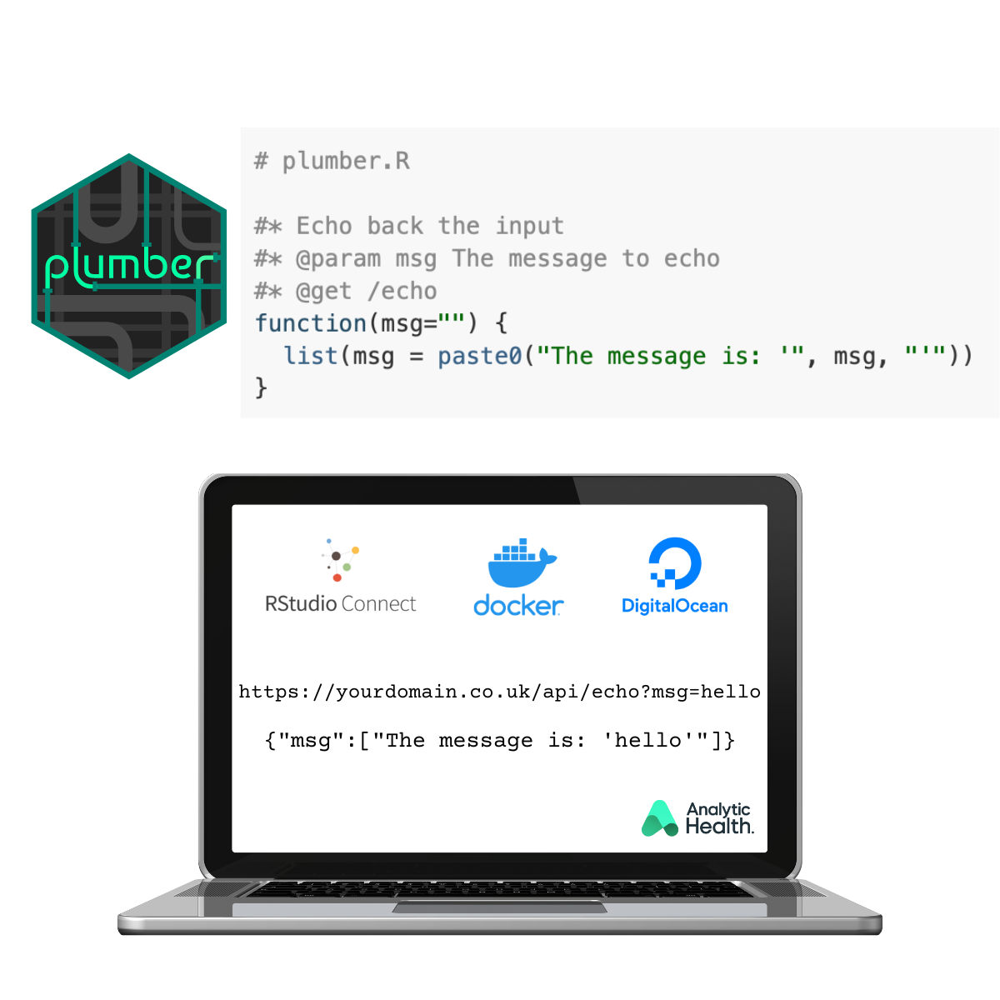 plumber
# plumber.R
#* Echo back the input
#* @param msg The message to echo
#* @get /echo
function(msg="") {
  list(msg = paste0("The message is: '", msg, "'"))
}
RStudio Connect
docker
DigitalOcean
https://yourdomain.co.uk/api/echo?msg=hello
{"msg":["The message is: 'hello'"]}
Analytic
Health.